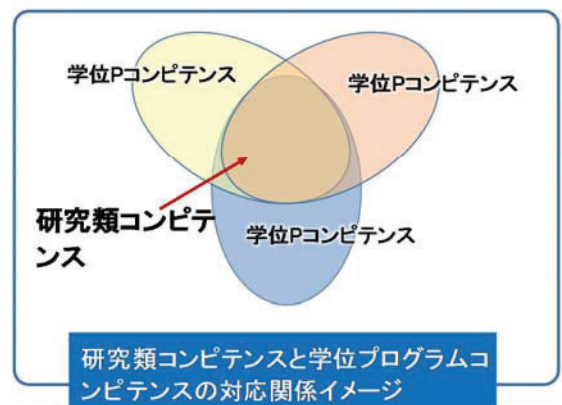 学位Pコンピテンス
学位Pコンピテンス
研究類コンピテ
ンス
学位Pコンピテンス
研究類コンピテンスと学位プログラムコ
ンピテンスの対応関係イメージ